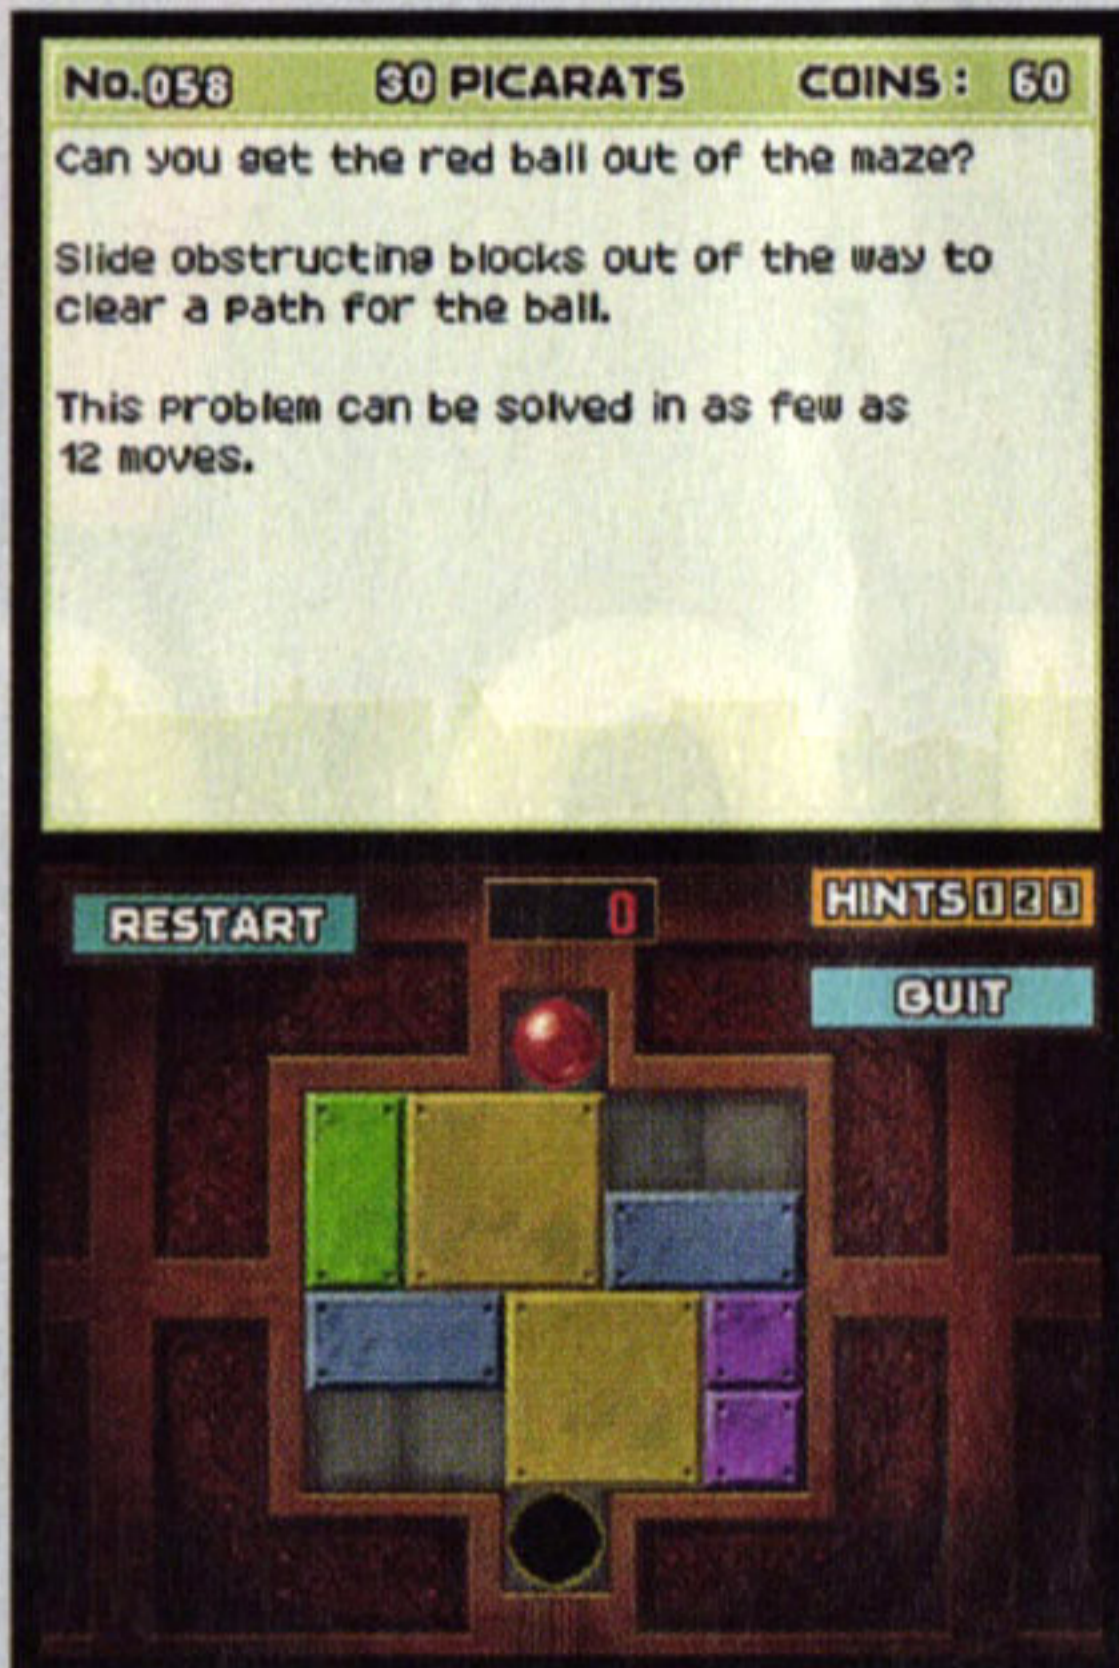 No.058 30 PICARATS COINS: 60
Can you get the red ball out of the maze?
Slide obstructing blocks out of the way to
clear a path for the ball.
This problem can be solved in as few as
12 moves.
0
RESTART
HINTS 1 2 3
QUIT